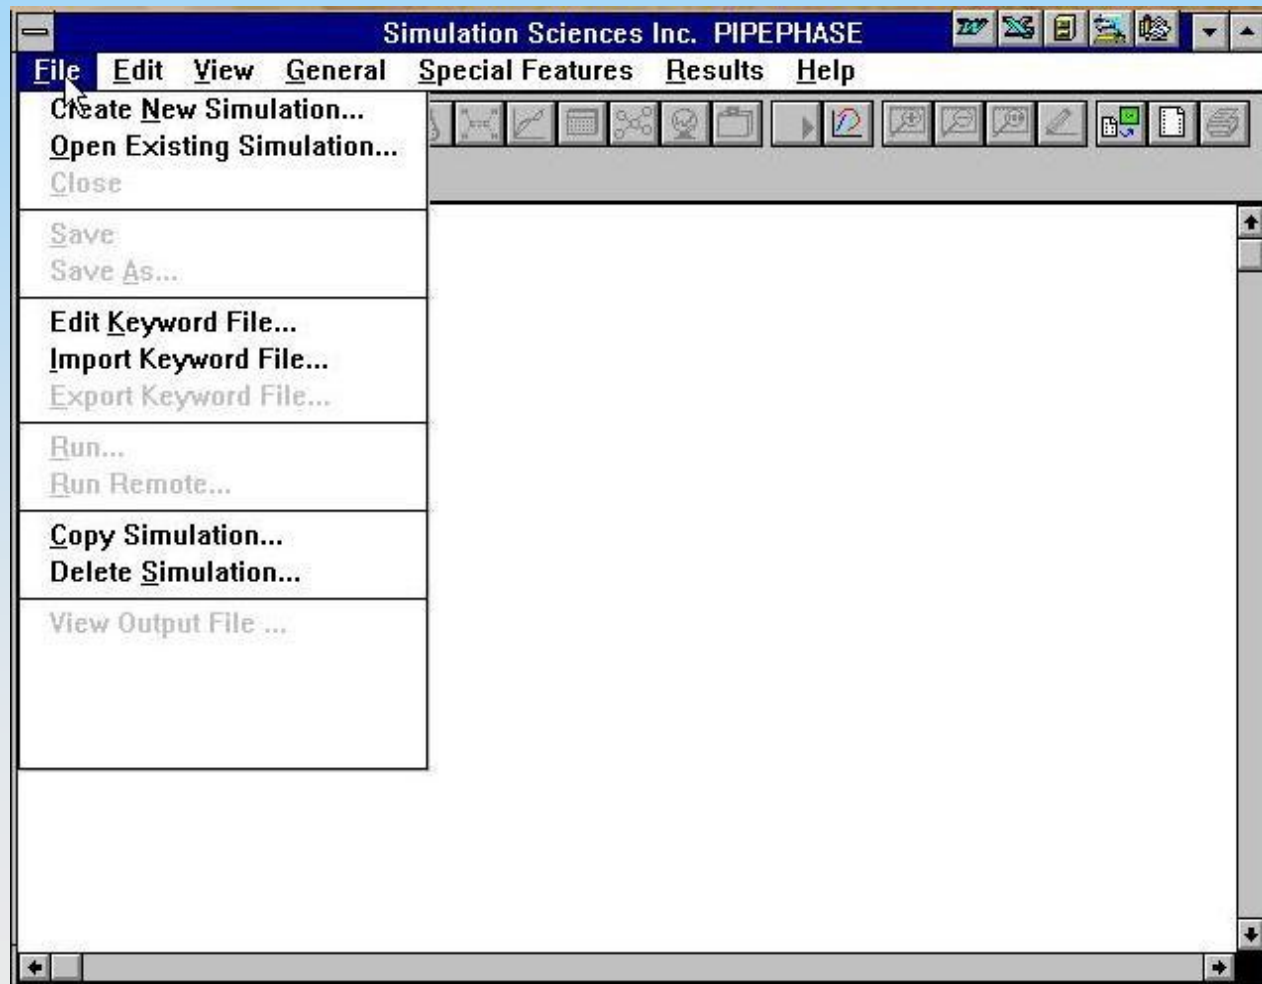 Simulation Sciences Inc. PIPEPHASE
File Edit View General Special Features Results Help
Create New Simulation...
Open Existing Simulation...
Close
Save
Save As...
Edit Keyword File...
Import Keyword File...
Export Keyword File...
Run...
Run Remote...
Copy Simulation...
Delete Simulation...
View Output File ...